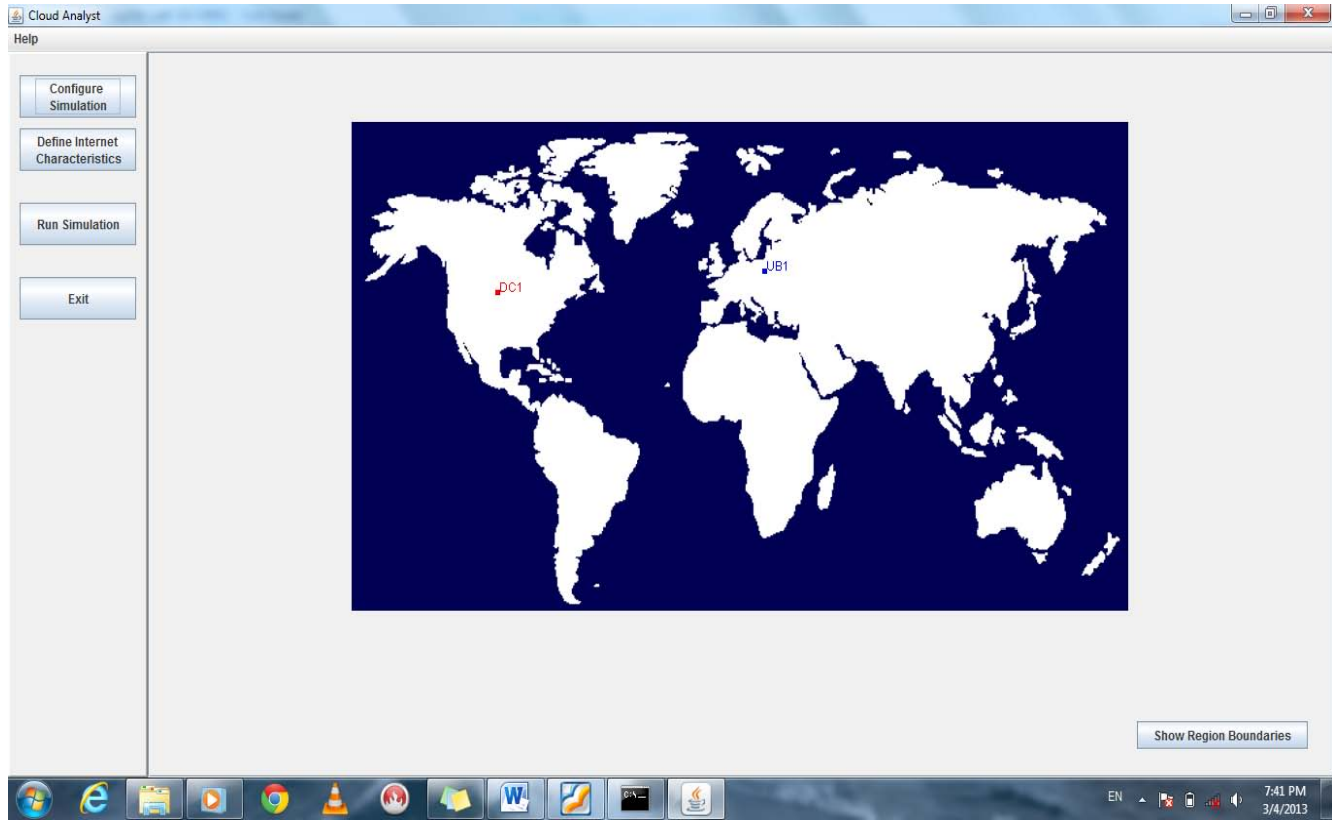 Cloud Analyst
Help
Configure
Simulation
Define Internet
Characteristics
Run Simulation
Exit
DC1
UB1
Show Region Boundaries
EN
7:41 PM
3/4/2013